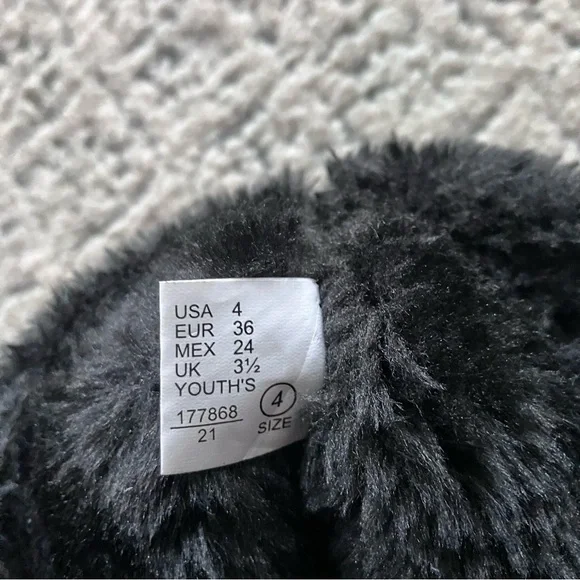 USA 4
EUR 36
MEX 24
UK 3½
YOUTH'S
177868 4
21 SIZE